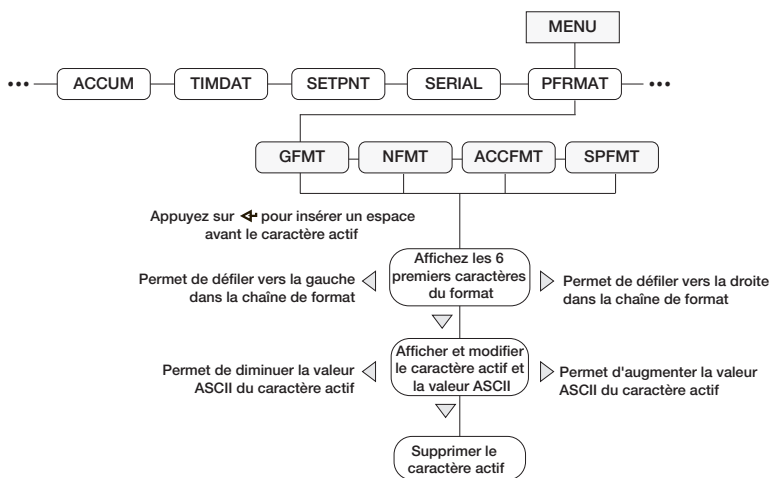 MENU
••• ACCUM TIMDAT SETPNT SERIAL PFRMAT •••
GFMT NFMT ACCFMT SPFMT
Appuyez sur pour insérer un espace
avant le caractère actif
Affichez les 6
premiers caractères
du format
Permet de défiler vers la gauche
dans la chaîne de format
Permet de défiler vers la droite
dans la chaîne de format
Afficher et modifier
le caractère actif et
la valeur ASCII
Permet de diminuer la valeur
ASCII du caractère actif
Permet d'augmenter la valeur
ASCII du caractère actif
Supprimer le
caractère actif